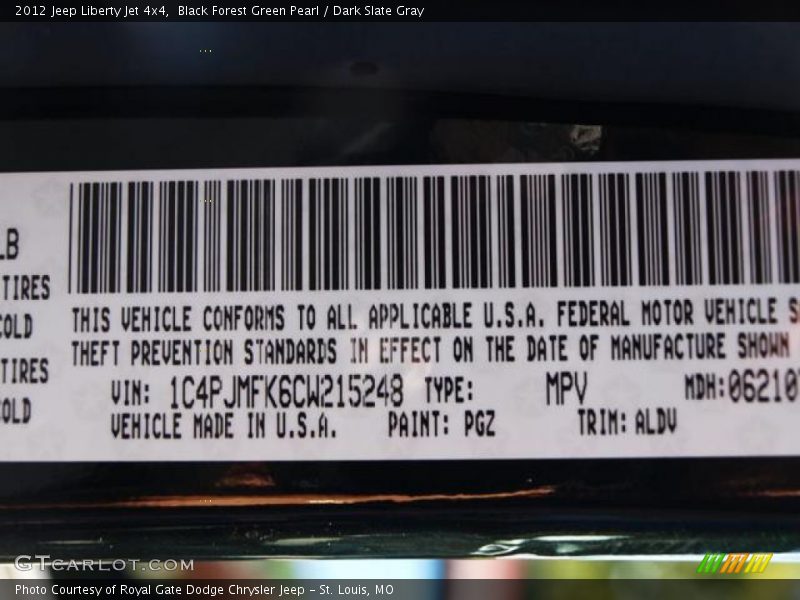 2012 Jeep Liberty Jet 4x4,  Black Forest Green Pearl / Dark Slate Gray
LB
TIRES
COLD
TIRES
COLD
THIS VEHICLE CONFORMS TO ALL APPLICABLE U.S.A. FEDERAL MOTOR VEHICLE S
THEFT PREVENTION STANDARDS IN EFFECT ON THE DATE OF MANUFACTURE SHOWN
VIN: 1C4PJMFK6CW215248 TYPE: MPV MDH:06210
VEHICLE MADE IN U.S.A. PAINT: PGZ TRIM: ALDV
GTCARLOT.COM
Photo Courtesy of Royal Gate Dodge Chrysler Jeep – St. Louis, MO